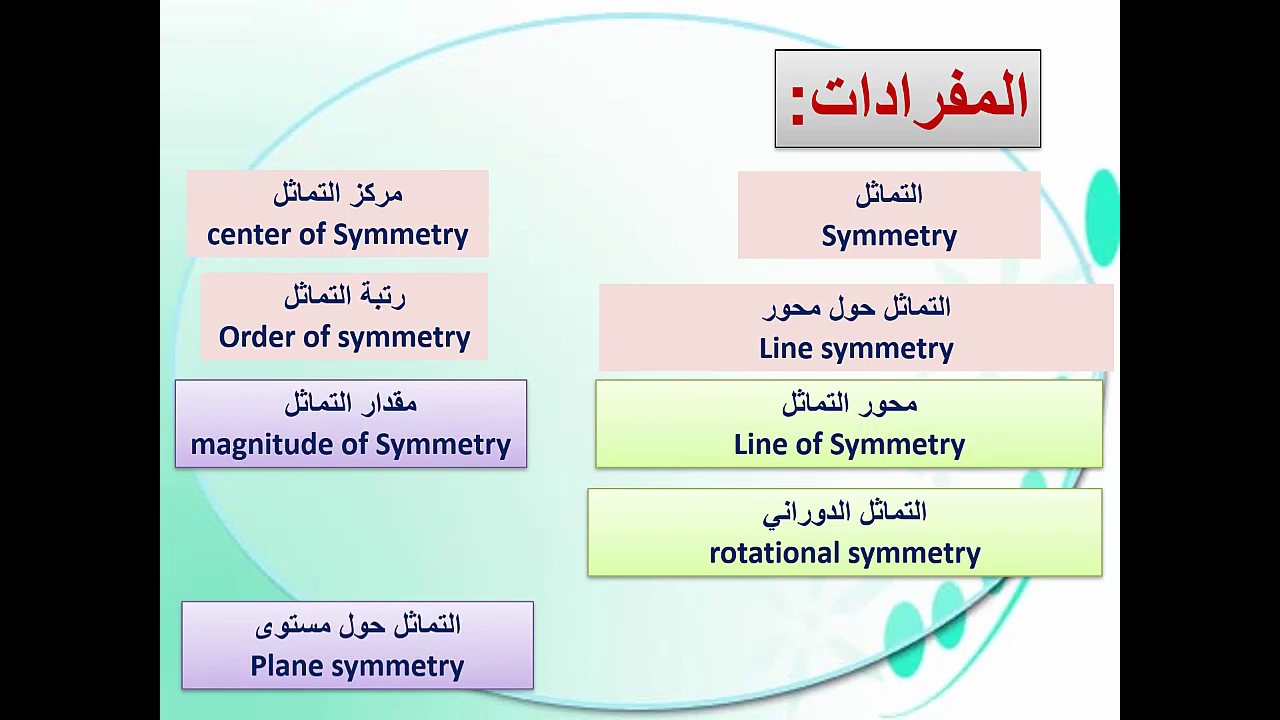 المفرادات:
التماثل
Symmetry
مركز التماثل
center of Symmetry
التماثل حول محور
Line symmetry
رتبة التماثل
Order of symmetry
محور التماثل
Line of Symmetry
مقدار التماثل
magnitude of Symmetry
التماثل الدوراني
rotational symmetry
التماثل حول مستوى
Plane symmetry